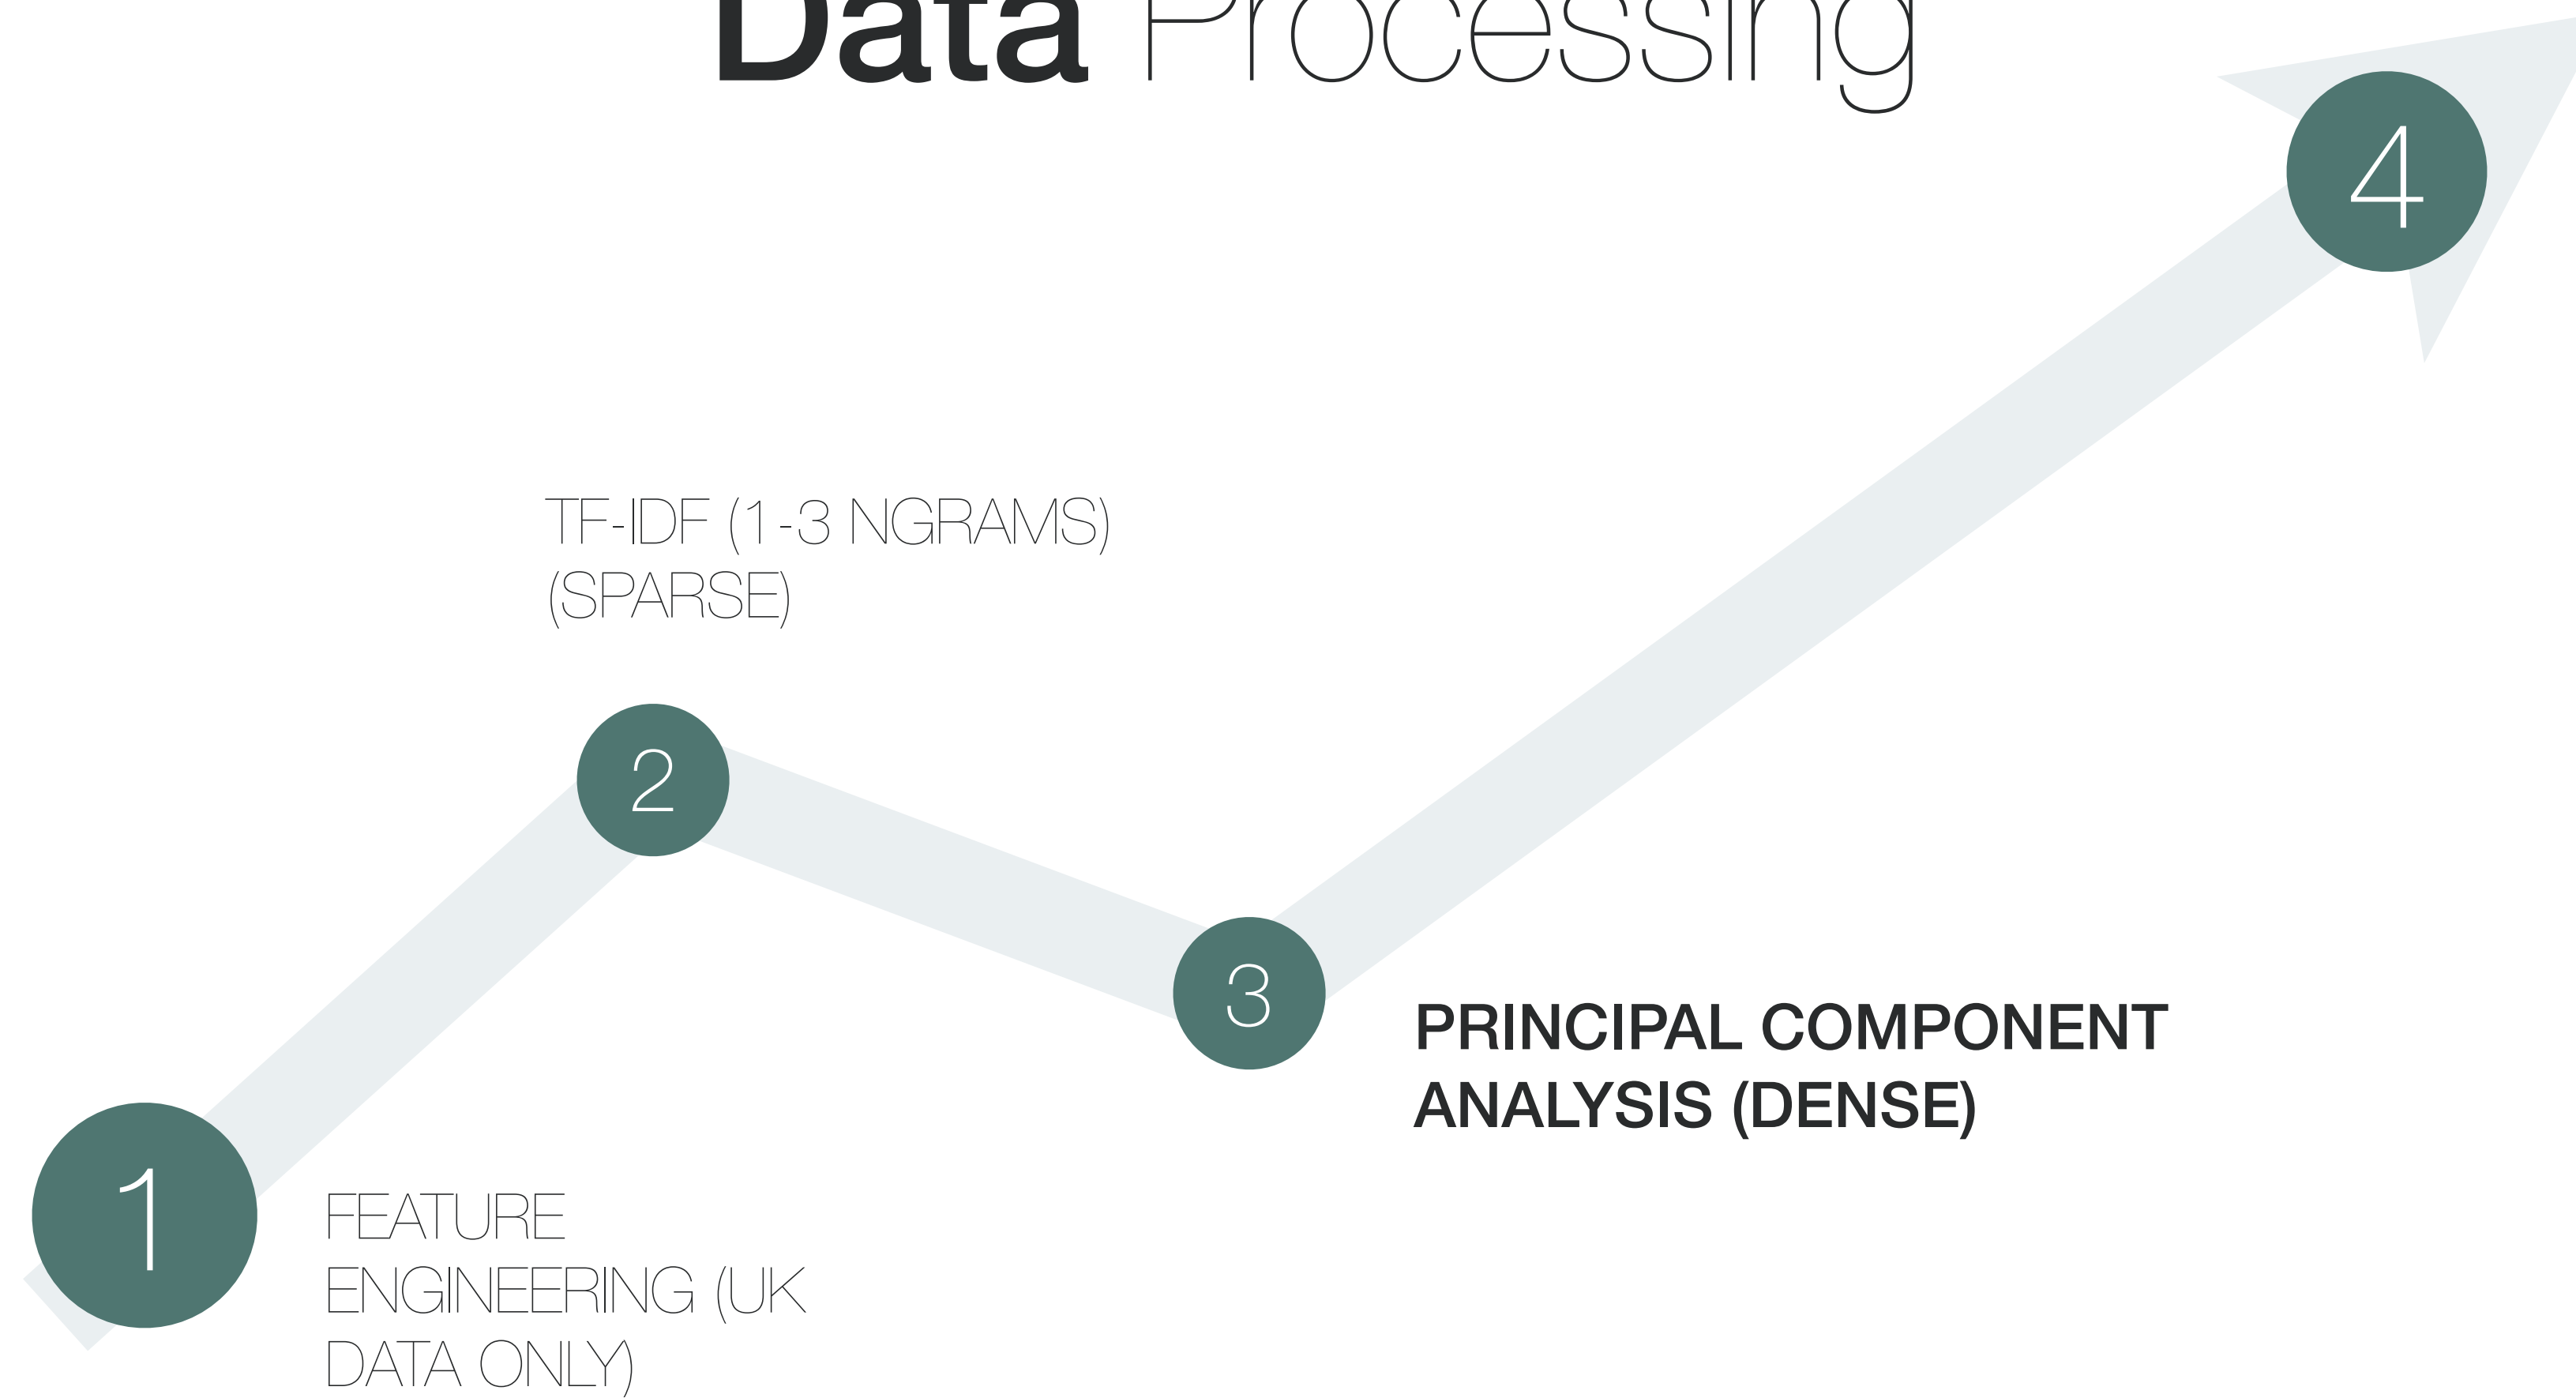 Data Processing
4
TF-IDF (1-3 NGRAMS)
(SPARSE)
2
3
PRINCIPAL COMPONENT
ANALYSIS (DENSE)
1
FEATURE
ENGINEERING (UK
DATA ONLY)